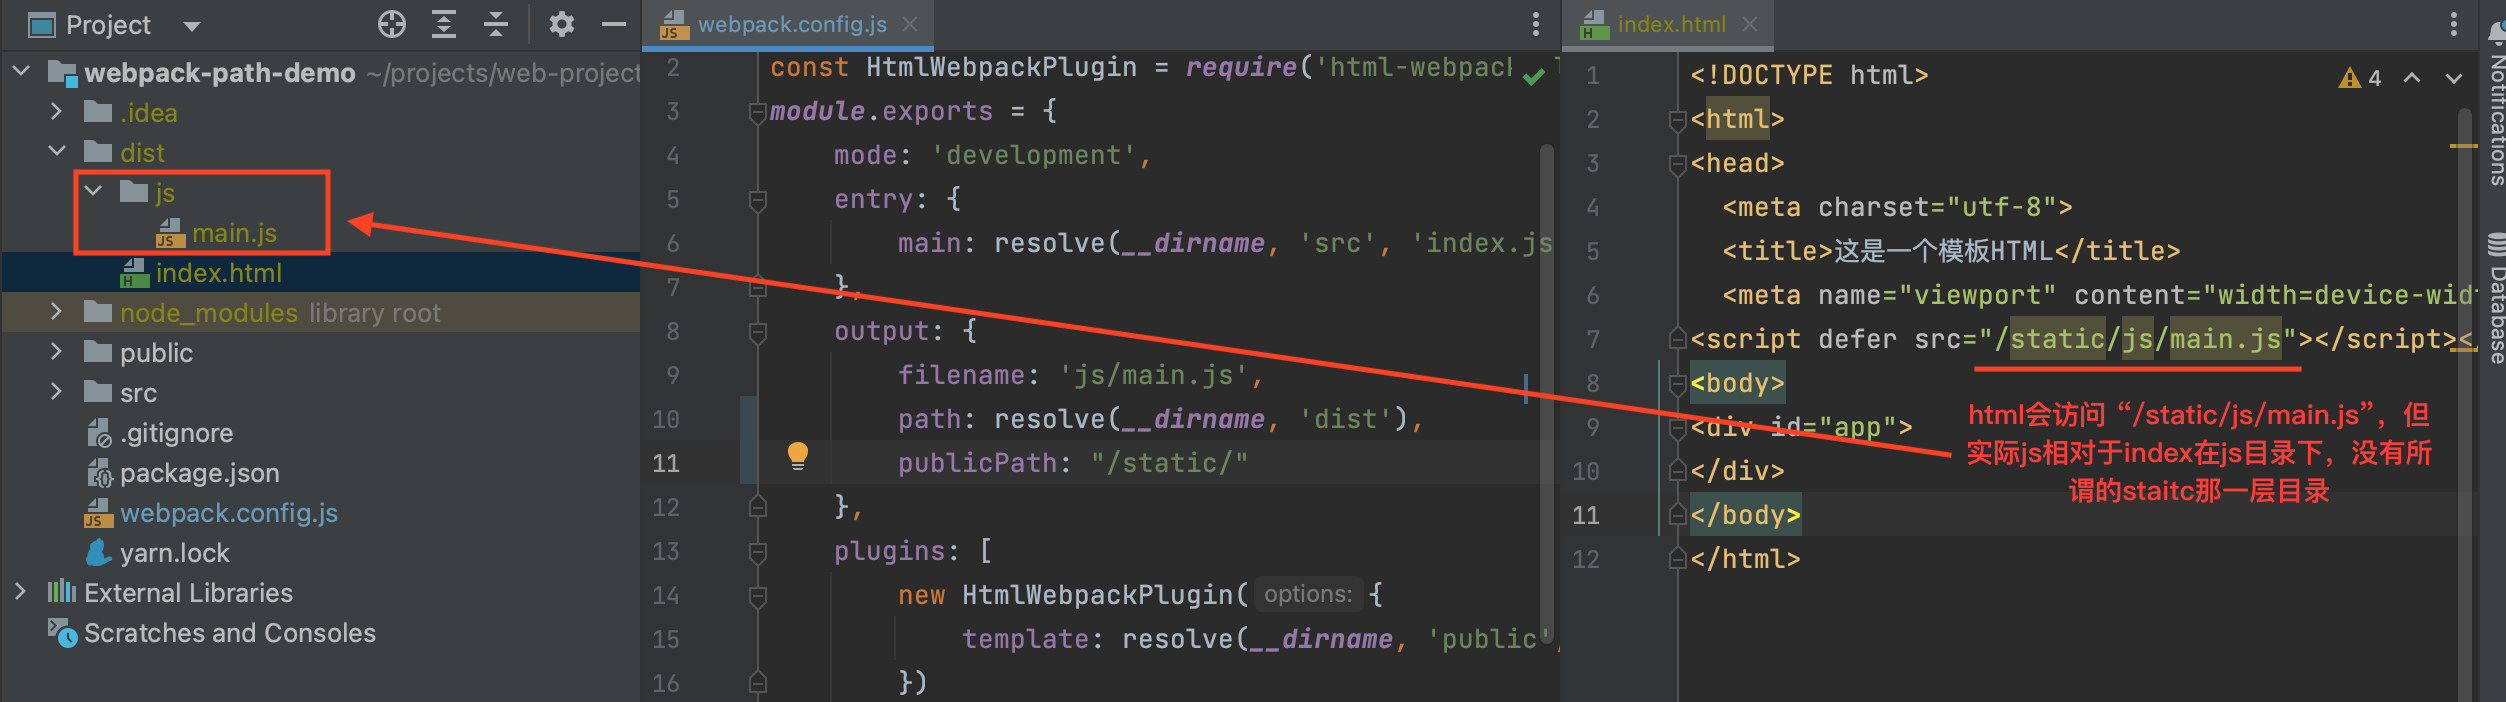 Project
webpack-path-demo ~/projects/web-project
.idea
dist
js
main.js
index.html
node_modules library root
public
src
.gitignore
package.json
webpack.config.js
yarn.lock
External Libraries
Scratches and Consoles
webpack.config.js
2 const HtmlWebpackPlugin = require('html-webpack
3 module.exports = {
4 mode: 'development',
5 entry: {
6 main: resolve(__dirname, 'src', 'index.js
7 },
8 output: {
9 filename: 'js/main.js',
10 path: resolve(__dirname, 'dist'),
11 publicPath: "/static/"
12 },
13 plugins: [
14 new HtmlWebpackPlugin( options: {
15 template: resolve(__dirname, 'public',
16 })
index.html
4
1 <!DOCTYPE html>
2 <html>
3 <head>
4 <meta charset="utf-8">
5 <title>这是一个模板HTML</title>
6 <meta name="viewport" content="width=device-widt
7 <script defer src="/static/js/main.js"></script><
8 <body>
9 <div id="app">
10 </div>
11 </body>
12 </html>
html会访问“/static/js/main.js”，但
实际js相对于index在js目录下，没有所
谓的staitc那一层目录
Notifications
Database